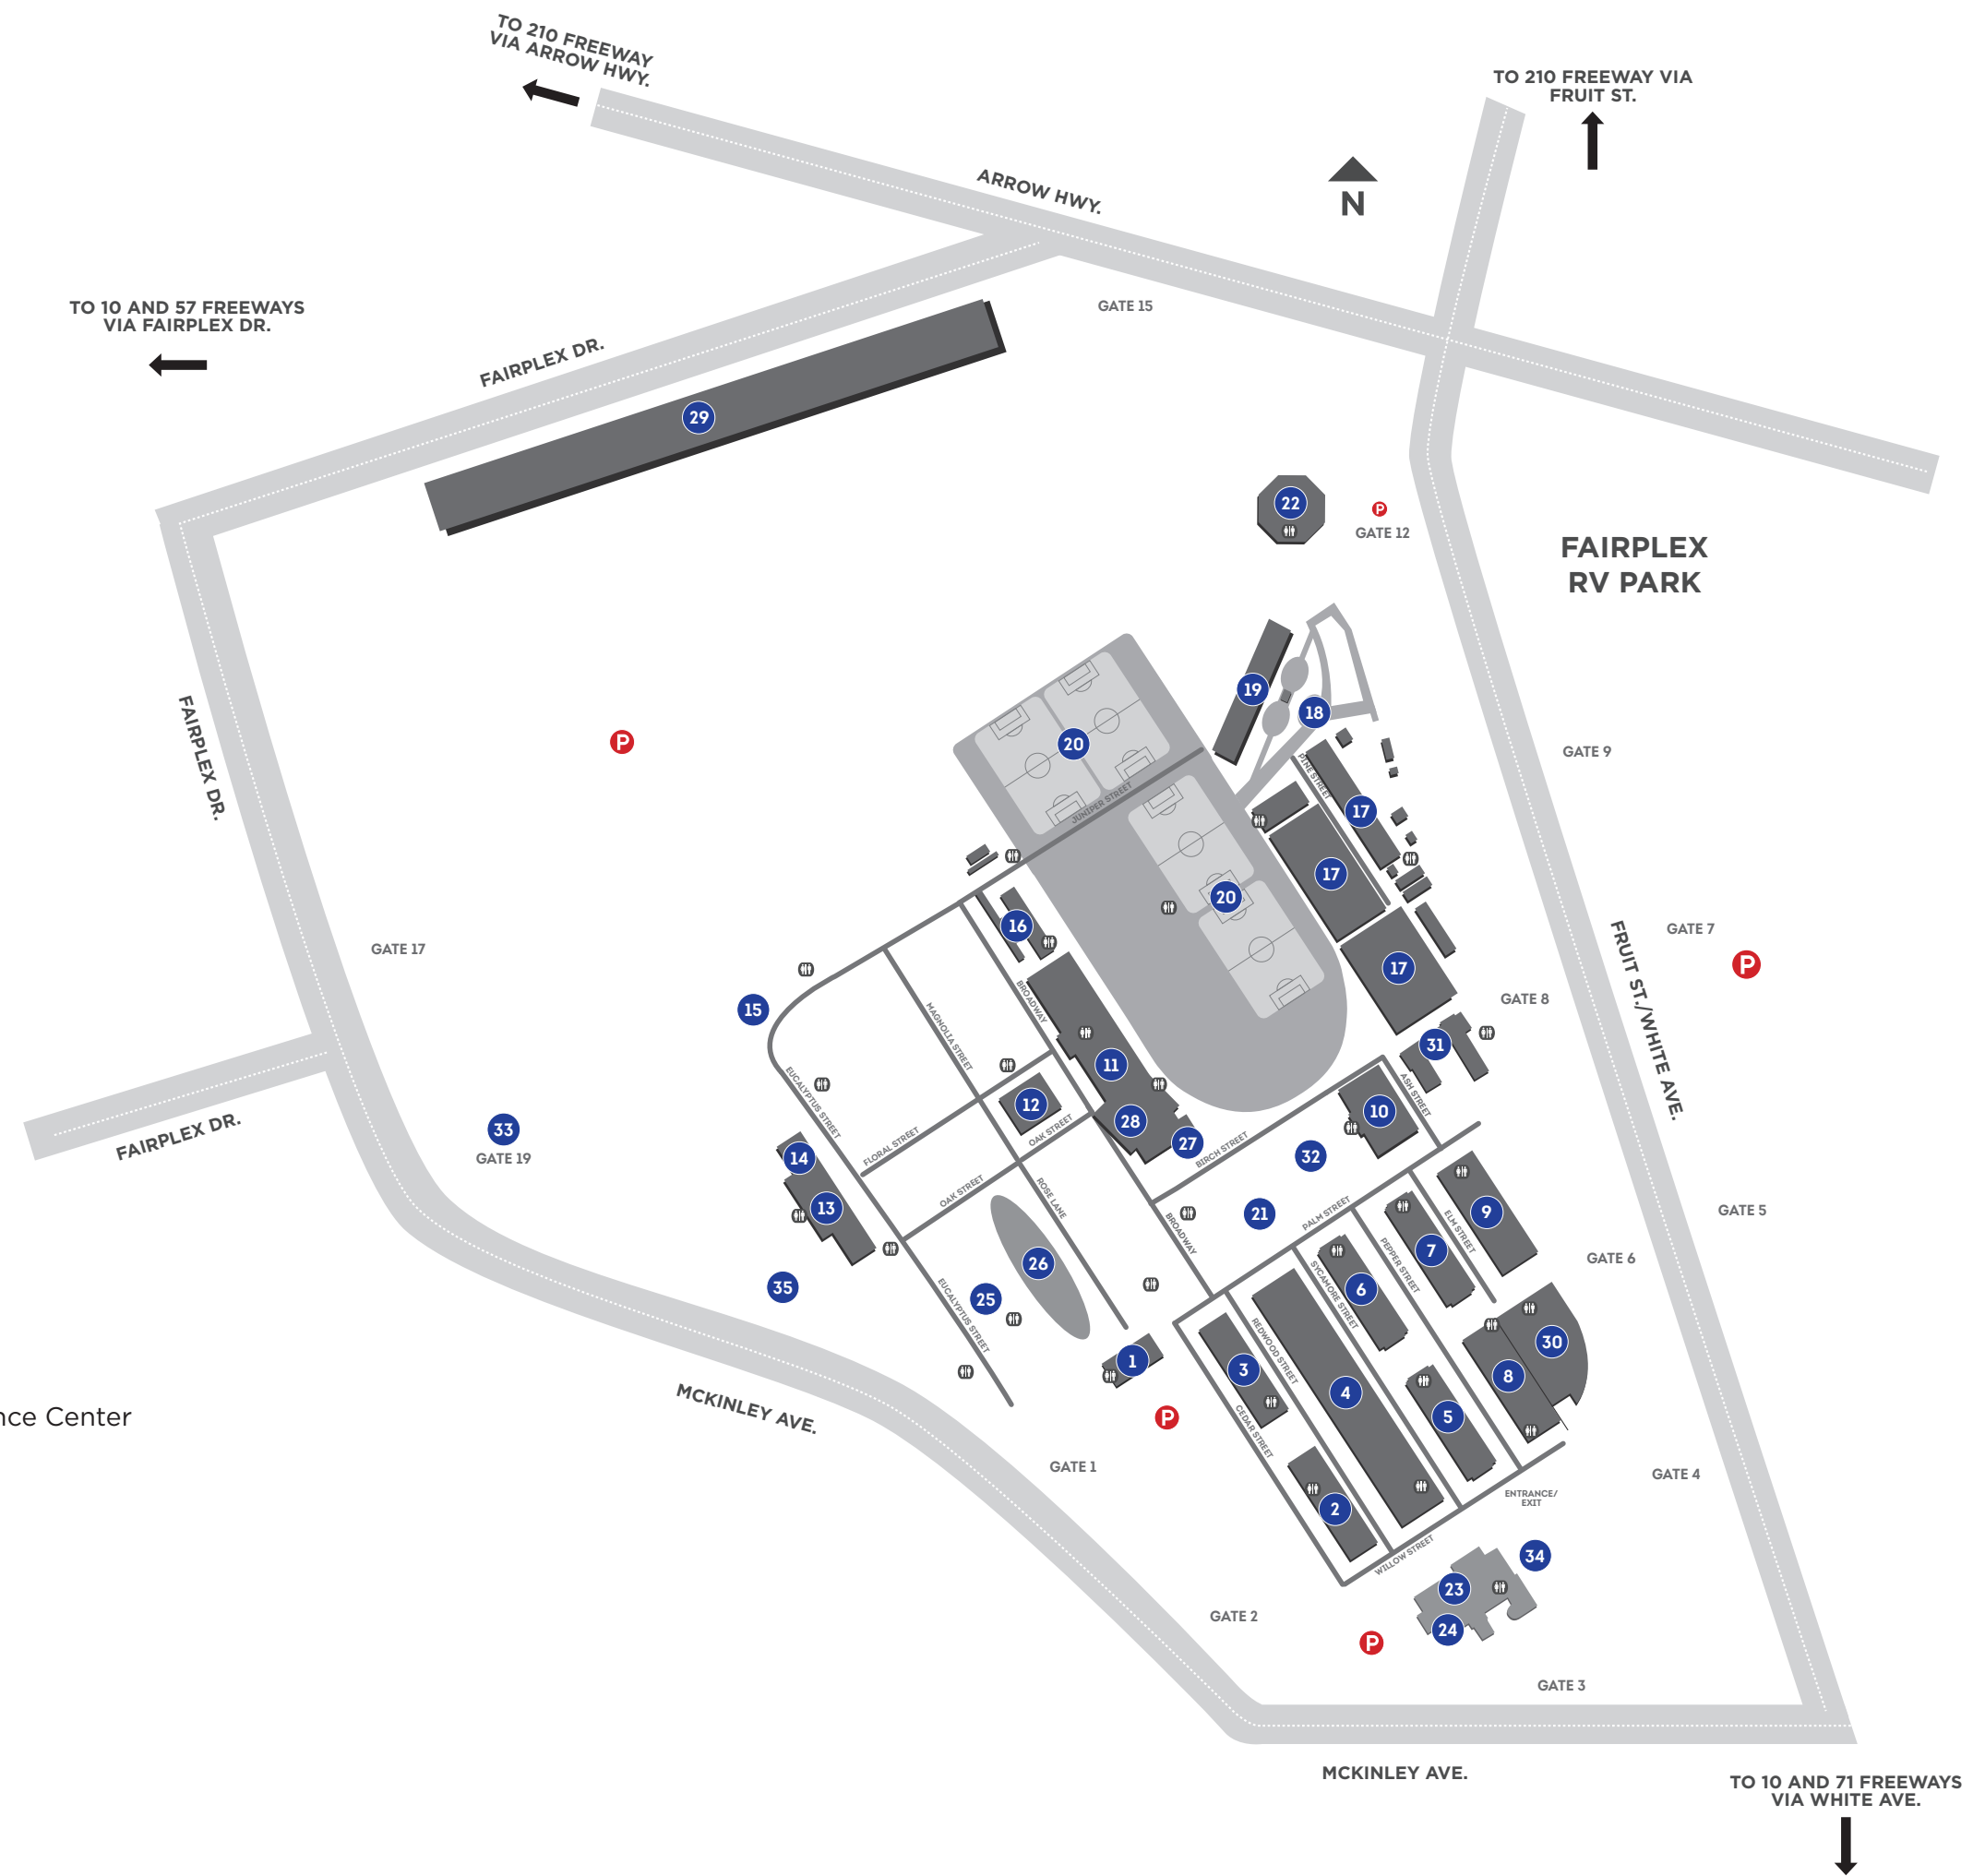 TO 210 FREEWAY
VIA ARROW HWY.
TO 210 FREEWAY VIA
FRUIT ST.
ARROW HWY.
N
TO 10 AND 57 FREEWAYS
VIA FAIRPLEX DR.
GATE 15
FAIRPLEX DR.
29
22
P
GATE 12
FAIRPLEX
RV PARK
19
18
FAIRPLEX DR.
P
20
GATE 9
PINE STREET
JUNIPER STREET
17
17
20
16
GATE 7
GATE 17
P
17
BROADWAY
GATE 8
15
MAGNOLIA STREET
FRUIT ST./WHITE AVE.
31
11
EUCALYPTUS STREET
ASH STREET
12
10
28
33
FAIRPLEX DR.
GATE 19
OAK STREET
27
FLORAL STREET
BIRCH STREET
32
14
OAK STREET
ROSE LANE
13
21
PALM STREET
BROADWAY
9
GATE 5
ELM STREET
7
PEPPER STREET
GATE 6
26
35
25
6
SYCAMORE STREET
EUCALYPTUS STREET
REDWOOD STREET
30
1
3
8
4
MCKINLEY AVE.
nce Center
P
5
CEDAR STREET
GATE 1
GATE 4
ENTRANCE/
EXIT
2
WILLOW STREET
34
23
GATE 2
24
P
GATE 3
MCKINLEY AVE.
TO 10 AND 71 FREEWAYS
VIA WHITE AVE.